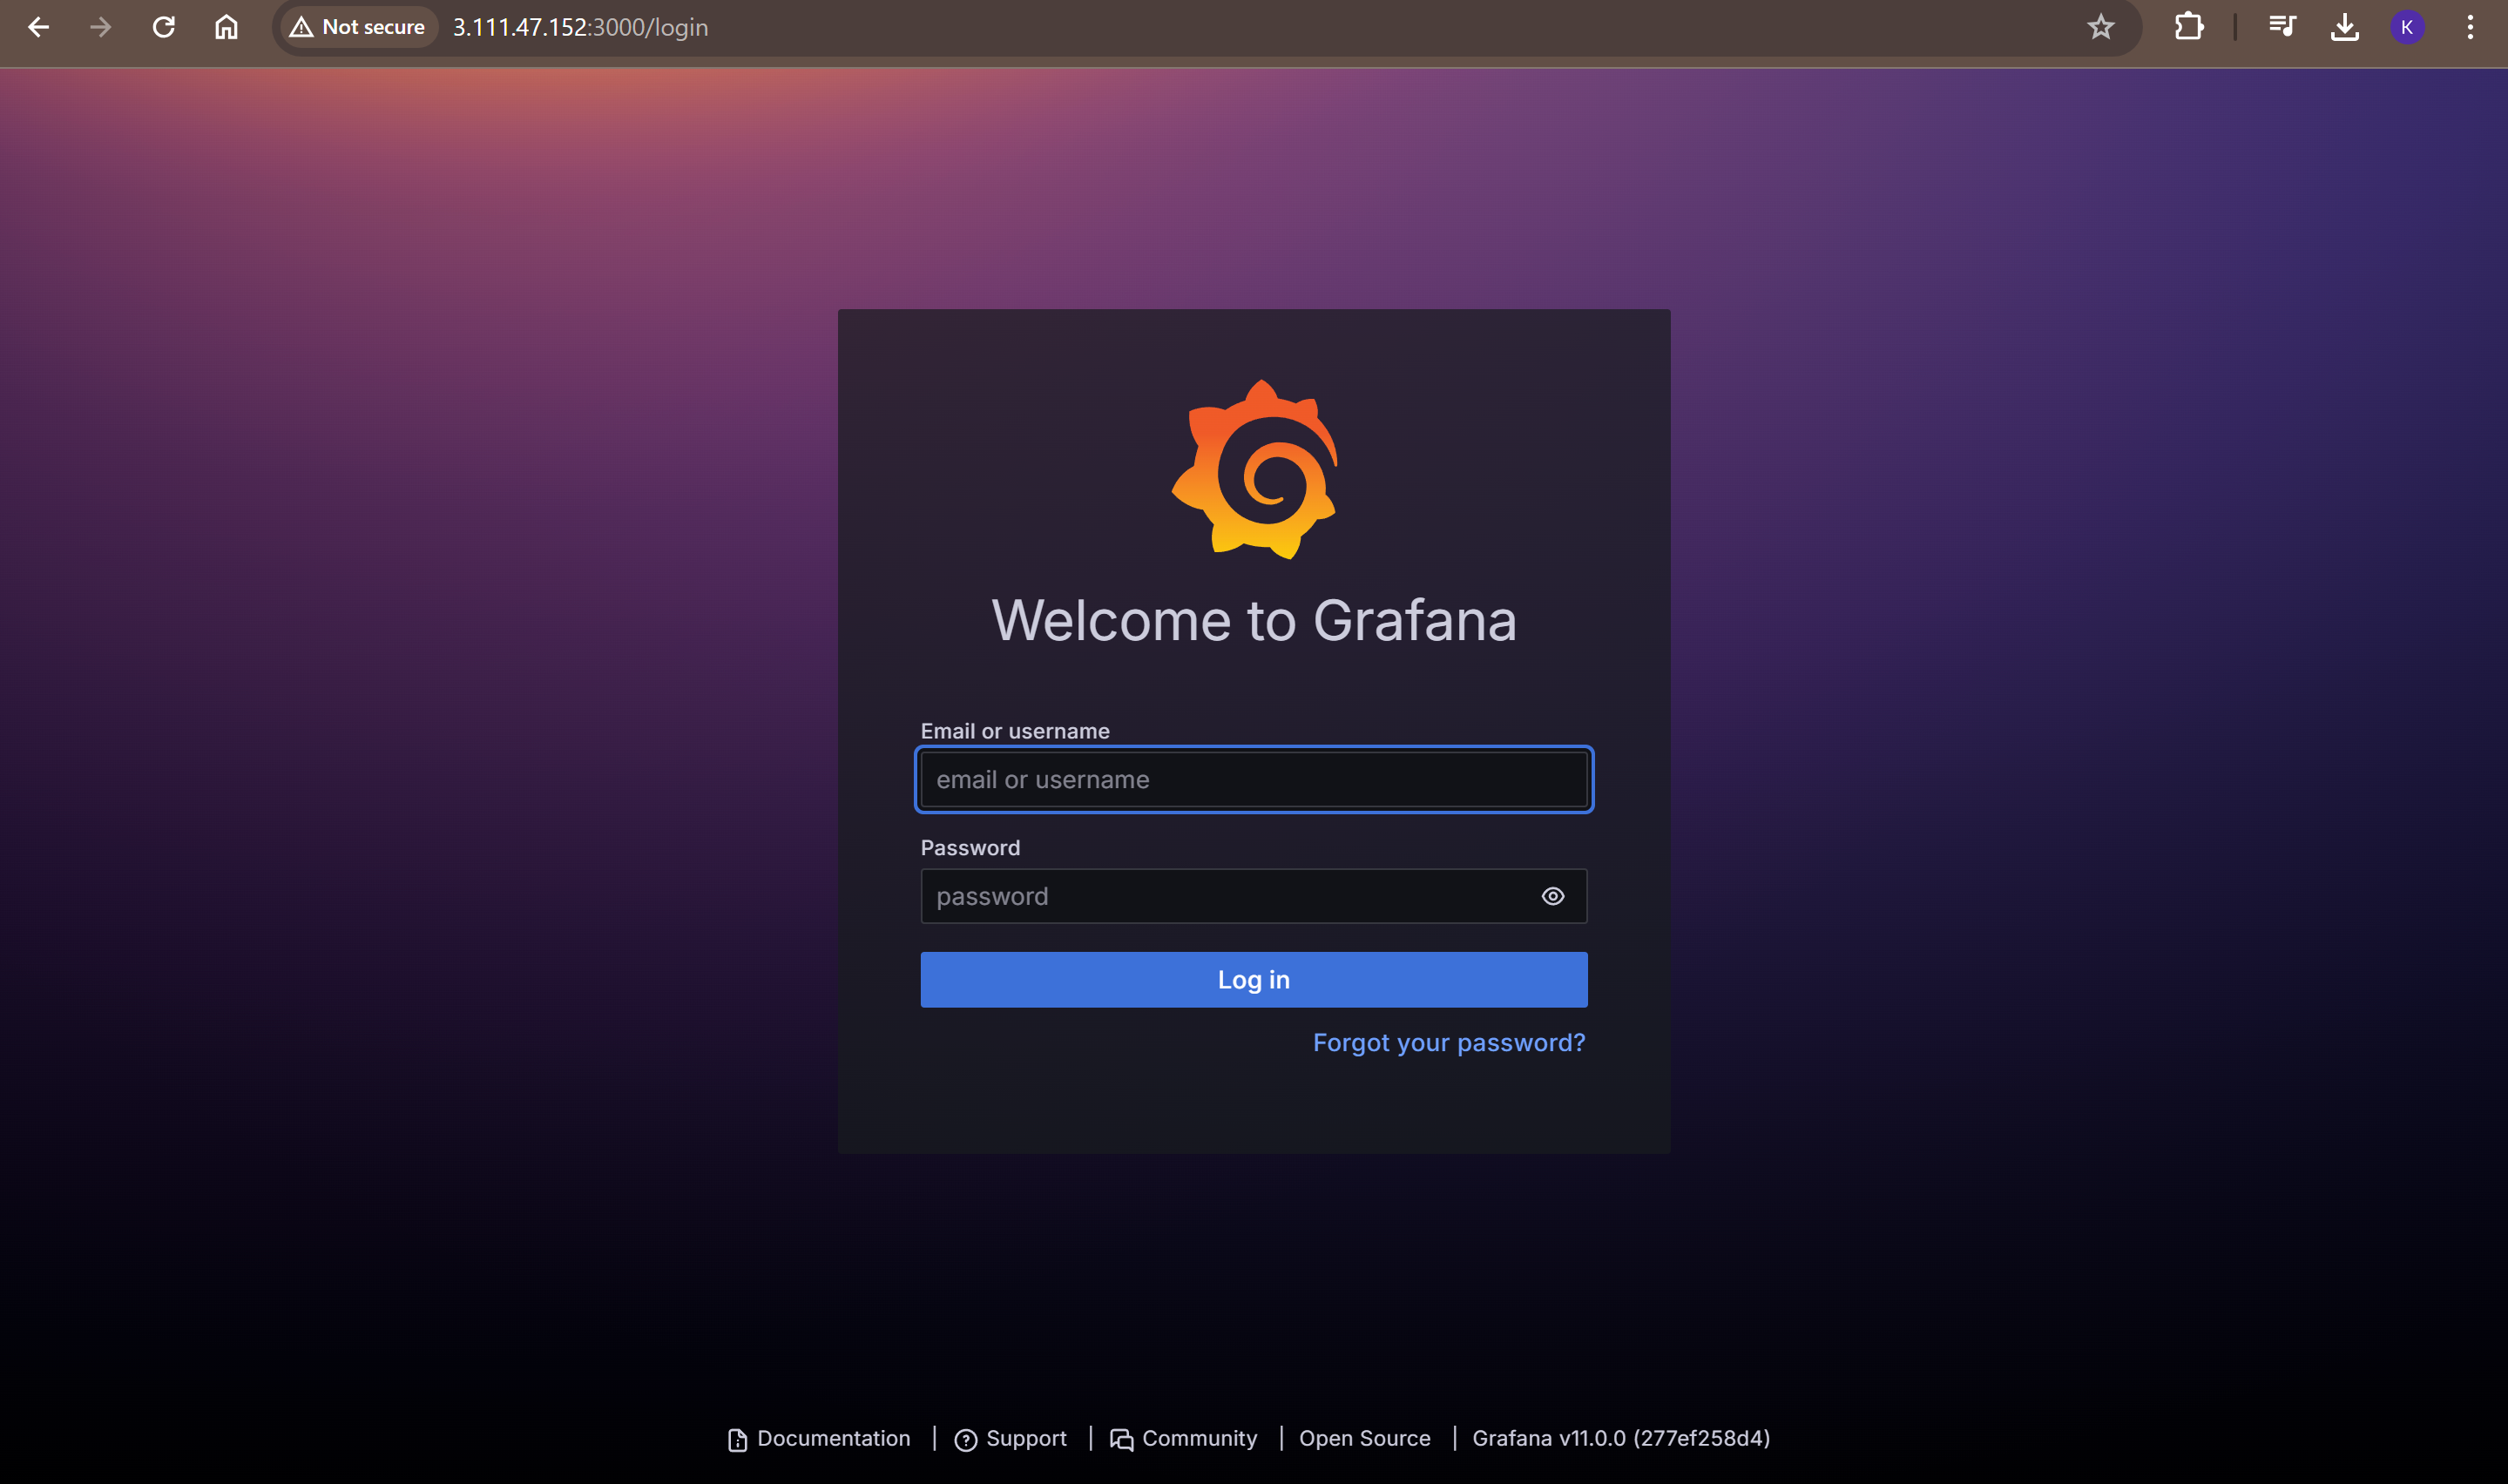 Not secure 3.111.47.152:3000/login K
Welcome to Grafana
Email or username
email or username
Password
password
Log in
Forgot your password?
Documentation | Support | Community | Open Source | Grafana v11.0.0 (277ef258d4)